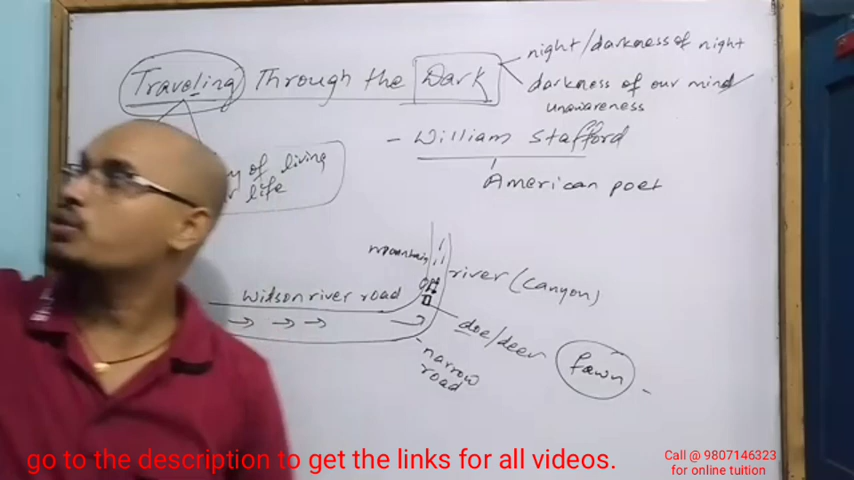 Traveling Through the Dark
night/darkness of night
darkness of our mind
unawareness
- William Stafford
American poet
of living
life
mountain
river (canyon)
Wilson river road
doe/deer
fawn
narrow
road
go to the description to get the links for all videos.
Call @ 9807146323
for online tuition